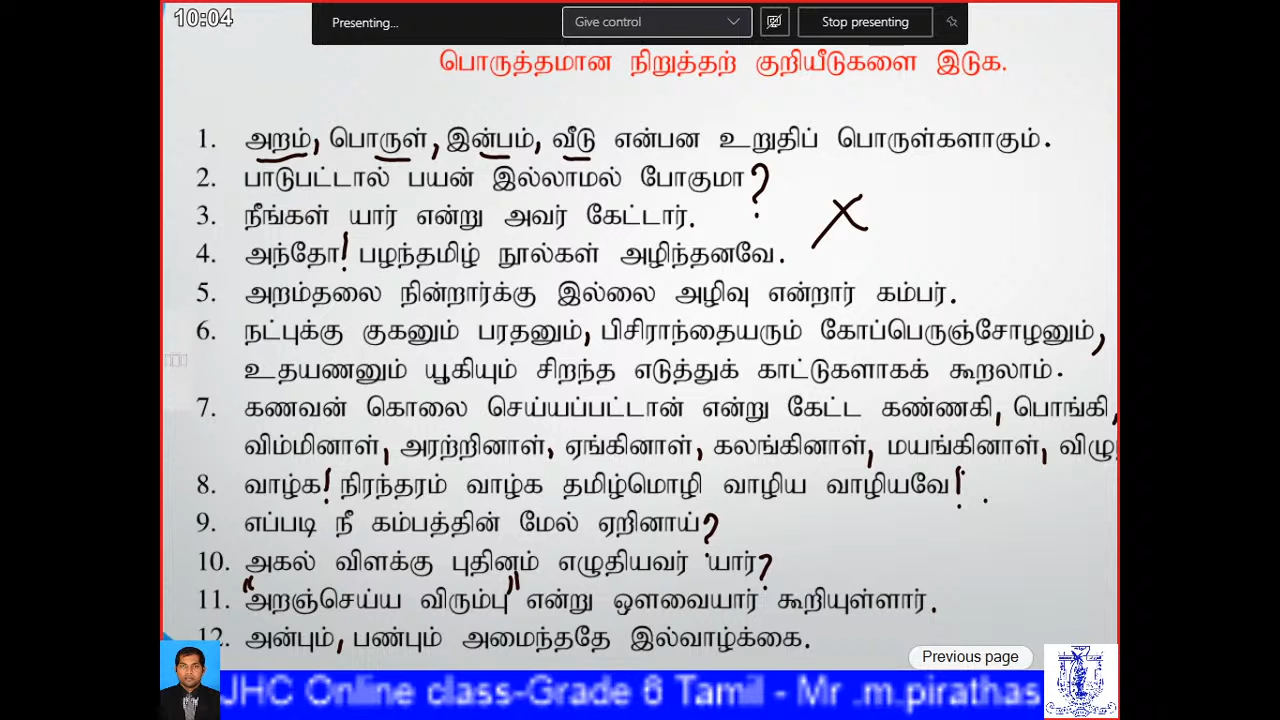 10:04
Presenting...
Give control
Stop presenting
பொருத்தமான நிறுத்தற் குறியீடுகளை இடுக.
1. அறம், பொருள், இன்பம், வீடு என்பன உறுதிப் பொருள்களாகும்.
2. பாடுபட்டால் பயன் இல்லாமல் போகுமா?
3. நீங்கள் யார் என்று அவர் கேட்டார்.
4. அந்தோ! பழந்தமிழ் நூல்கள் அழிந்தனவே.
5. அறம்தலை நின்றார்க்கு இல்லை அழிவு என்றார் கம்பர்.
6. நட்புக்கு குகனும் பரதனும், பிசிராந்தையரும் கோப்பெருஞ்சோழனும்,
உதயணனும் யூகியும் சிறந்த எடுத்துக் காட்டுகளாகக் கூறலாம்.
7. கணவன் கொலை செய்யப்பட்டான் என்று கேட்ட கண்ணகி, பொங்கி,
விம்மினாள், அரற்றினாள், ஏங்கினாள், கலங்கினாள், மயங்கினாள்,
8. வாழ்க! நிரந்தரம் வாழ்க தமிழ்மொழி வாழிய வாழியவே!.
9. எப்படி நீ கம்பத்தின் மேல் ஏறினாய்?
10. அகல் விளக்கு புதினம் எழுதியவர் யார்?
11. "அறஞ்செய்ய விரும்பு" என்று ஔவையார் கூறியுள்ளார்.
12. அன்பும், பண்பும் அமைந்ததே இல்வாழ்க்கை.
Previous page
JHC Online class-Grade 6 Tamil - Mr .m.pirathas